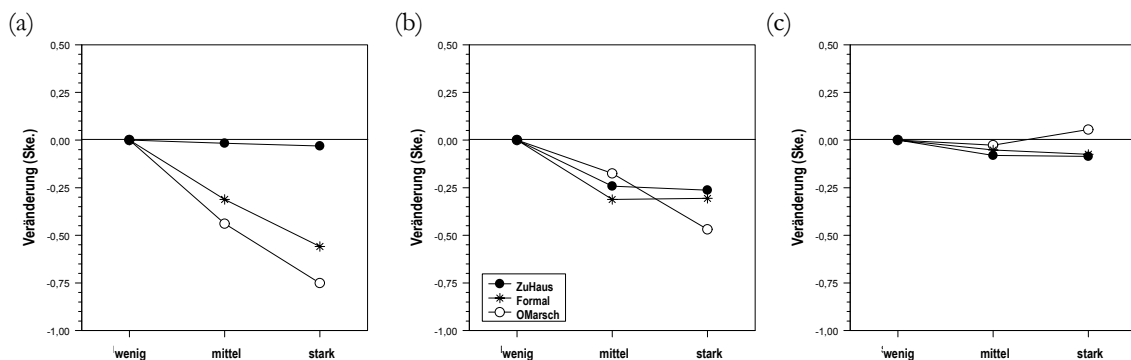 (a)
0,50
0,25
0,00
-0,25
-0,50
-0,75
-1,00
Veränderung (Ske.)
wenig mittel stark
(b)
0,50
0,25
0,00
-0,25
-0,50
-0,75
-1,00
Veränderung (Ske.)
ZuHaus
Formal
OMarsch
wenig mittel stark
(c)
0,50
0,25
0,00
-0,25
-0,50
-0,75
-1,00
Veränderung (Ske.)
wenig mittel stark